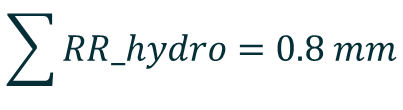 ∑ RR_hydro = 0.8 mm